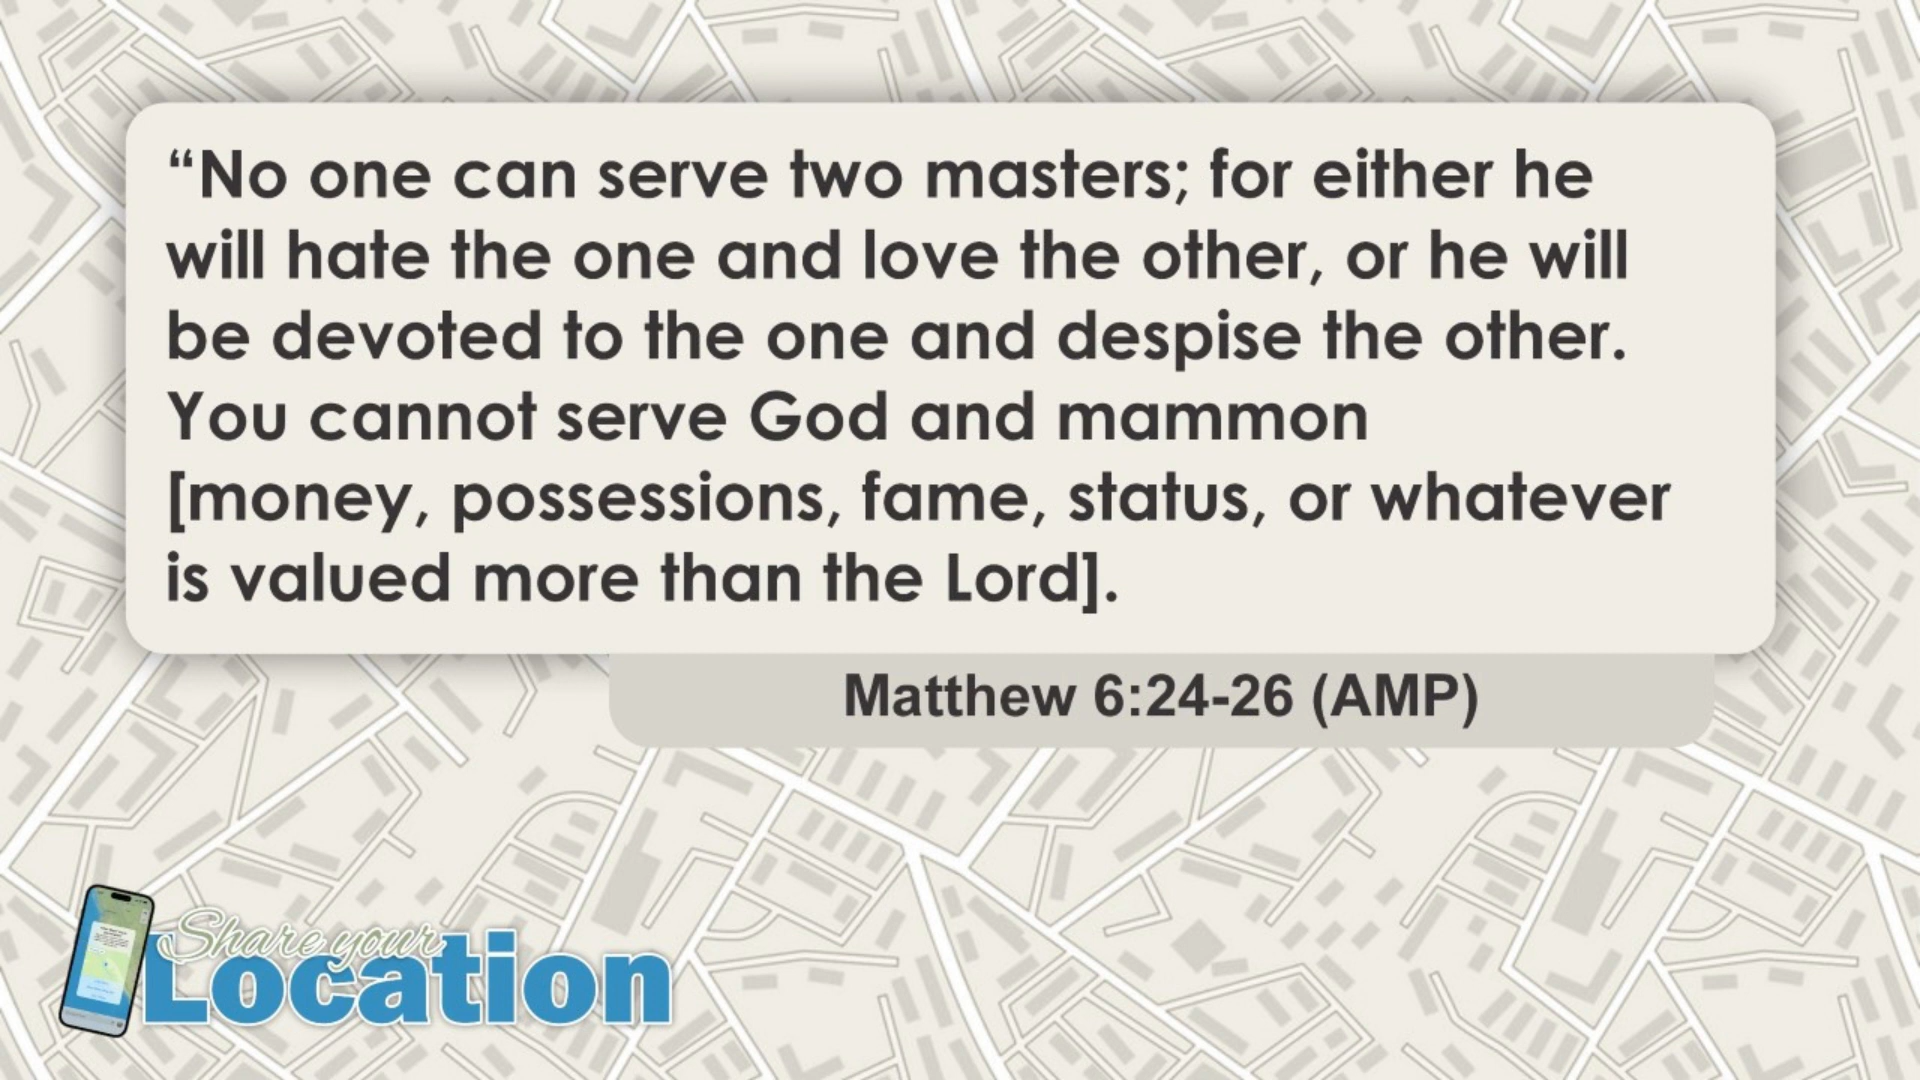 “No one can serve two masters; for either he
will hate the one and love the other, or he will
be devoted to the one and despise the other.
You cannot serve God and mammon
[money, possessions, fame, status, or whatever
is valued more than the Lord].
Matthew 6:24-26 (AMP)
Share your
Location